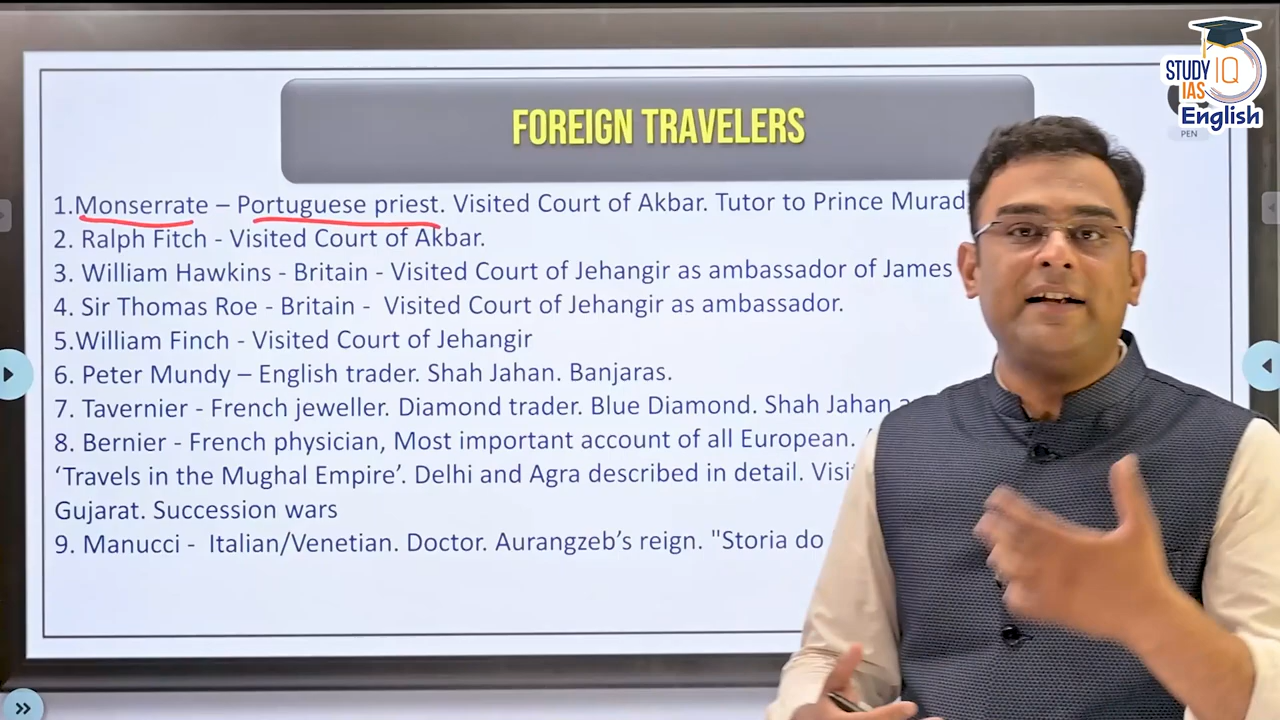 STUDY IQ
IAS
English
PEN
FOREIGN TRAVELERS
1.Monserrate – Portuguese priest. Visited Court of Akbar. Tutor to Prince Murad
2. Ralph Fitch - Visited Court of Akbar.
3. William Hawkins - Britain - Visited Court of Jehangir as ambassador of James
4. Sir Thomas Roe - Britain - Visited Court of Jehangir as ambassador.
5.William Finch - Visited Court of Jehangir
6. Peter Mundy – English trader. Shah Jahan. Banjaras.
7. Tavernier - French jeweller. Diamond trader. Blue Diamond. Shah Jahan
8. Bernier - French physician, Most important account of all European.
‘Travels in the Mughal Empire’. Delhi and Agra described in detail.
Gujarat. Succession wars
9. Manucci - Italian/Venetian. Doctor. Aurangzeb’s reign. "Storia do